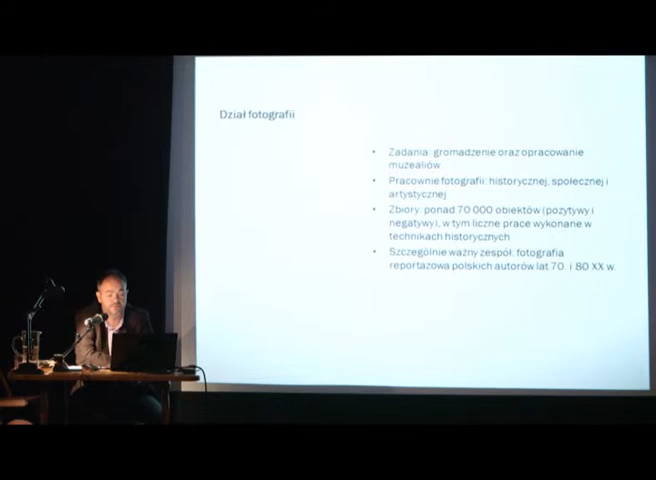 Dział fotografii
• Zadania: gromadzenie oraz opracowanie
muzealiów
• Pracownie fotografii: historycznej, społecznej i
artystycznej
• Zbiory: ponad 70 000 obiektów (pozytywy i
negatywy), w tym liczne prace wykonane w
technikach historycznych
• Szczególnie ważny zespół: fotografia
reportażowa polskich autorów lat 70. i 80 XX w.